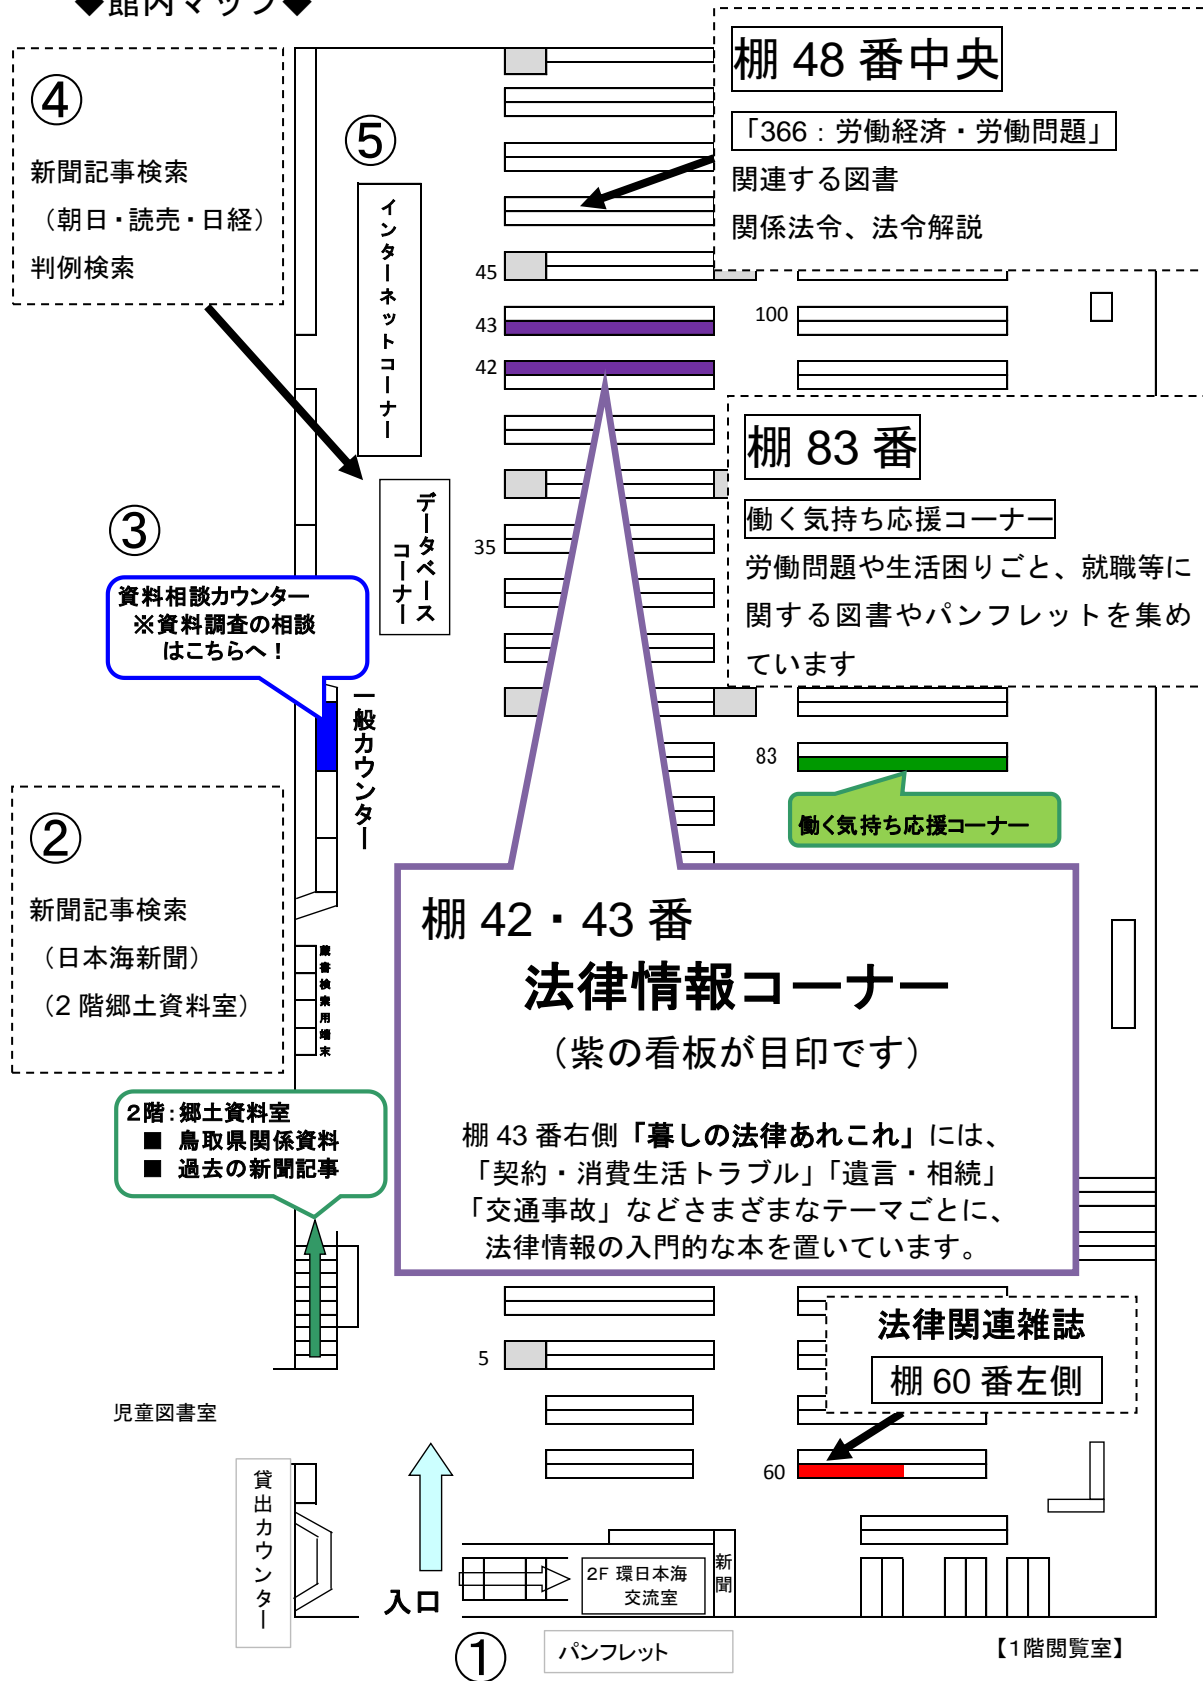 ◆館内マップ◆
④
新聞記事検索
（朝日・読売・日経）
判例検索
⑤
インターネットコーナー
棚 48 番中央
「366：労働経済・労働問題」
関連する図書
関係法令、法令解説
45
43
42
100
35
データベース
コーナー
③
資料相談カウンター
※資料調査の相談
はこちらへ！
一般カウンター
棚 83 番
働く気持ち応援コーナー
労働問題や生活困りごと、就職等に
関する図書やパンフレットを集め
ています
83
働く気持ち応援コーナー
②
新聞記事検索
（日本海新聞）
（2 階郷土資料室）
蔵書検索用端末
棚 42・43 番
法律情報コーナー
（紫の看板が目印です）
棚 43 番右側「暮しの法律あれこれ」には、
「契約・消費生活トラブル」「遺言・相続」
「交通事故」などさまざまなテーマごとに、
法律情報の入門的な本を置いています。
2階：郷土資料室
■ 鳥取県関係資料
■ 過去の新聞記事
5
法律関連雑誌
棚 60 番左側
60
児童図書室
貸出カウンター
入口
2F 環日本海
交流室
新聞
①
パンフレット
【1階閲覧室】